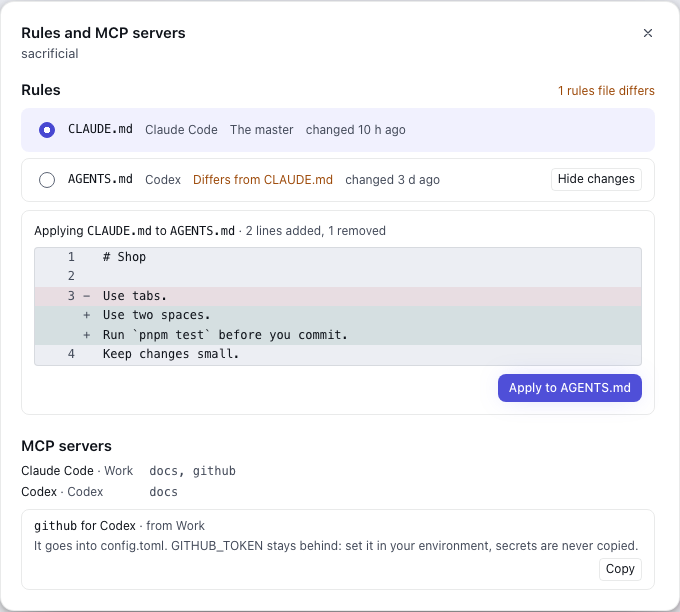 Rules and MCP servers
sacrificial
Rules 1 rules file differs
CLAUDE.md Claude Code The master changed 10 h ago
AGENTS.md Codex Differs from CLAUDE.md changed 3 d ago Hide changes
Applying CLAUDE.md to AGENTS.md · 2 lines added, 1 removed
1 # Shop
2
3 − Use tabs.
+ Use two spaces.
+ Run `pnpm test` before you commit.
4 Keep changes small.
Apply to AGENTS.md
MCP servers
Claude Code · Work docs, github
Codex · Codex docs
github for Codex · from Work
It goes into config.toml. GITHUB_TOKEN stays behind: set it in your environment, secrets are never copied.
Copy